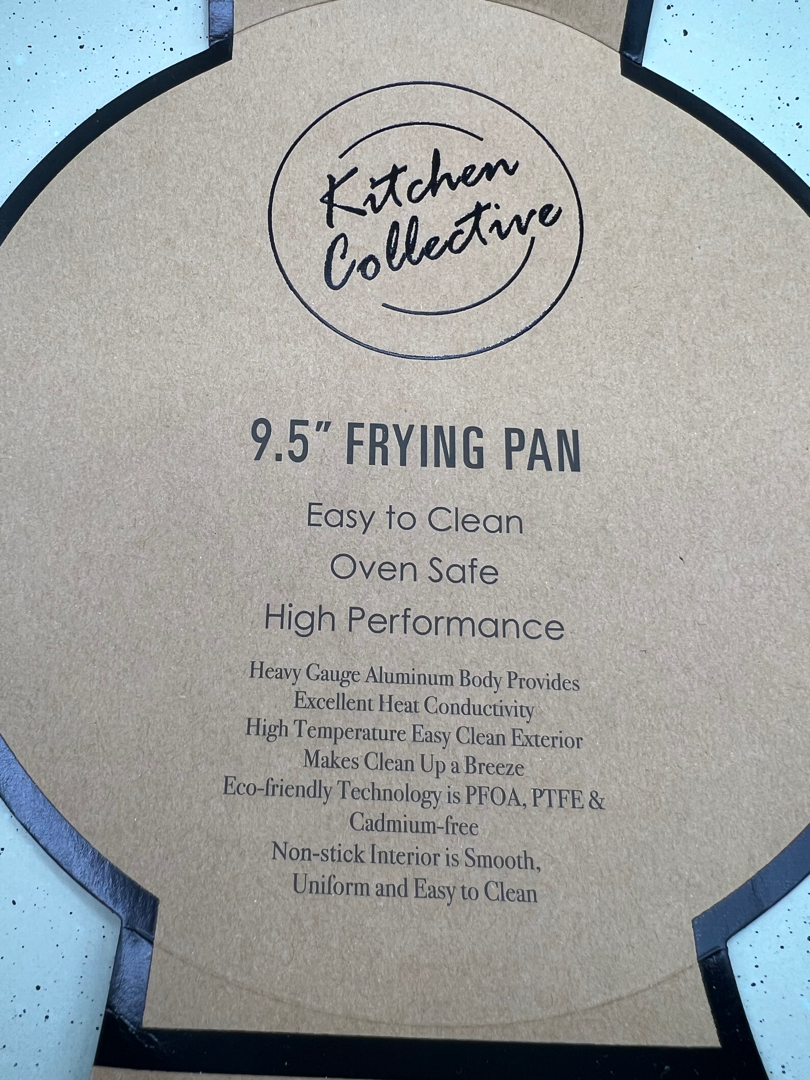 Kitchen
Collective
9.5” FRYING PAN
Easy to Clean
Oven Safe
High Performance
Heavy Gauge Aluminum Body Provides
Excellent Heat Conductivity
High Temperature Easy Clean Exterior
Makes Clean Up a Breeze
Eco-friendly Technology is PFOA, PTFE &
Cadmium-free
Non-stick Interior is Smooth,
Uniform and Easy to Clean